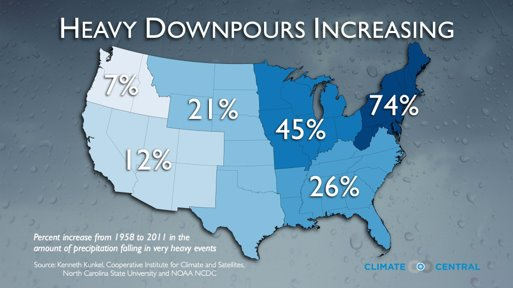 HEAVY DOWNPOURS INCREASING
7%
21%
74%
45%
12%
26%
Percent increase from 1958 to 2011 in the
amount of precipitation falling in very heavy events
Source: Kenneth Kunkel, Cooperative Institute for Climate and Satellites,
North Carolina State University and NOAA NCDC
CLIMATE CENTRAL